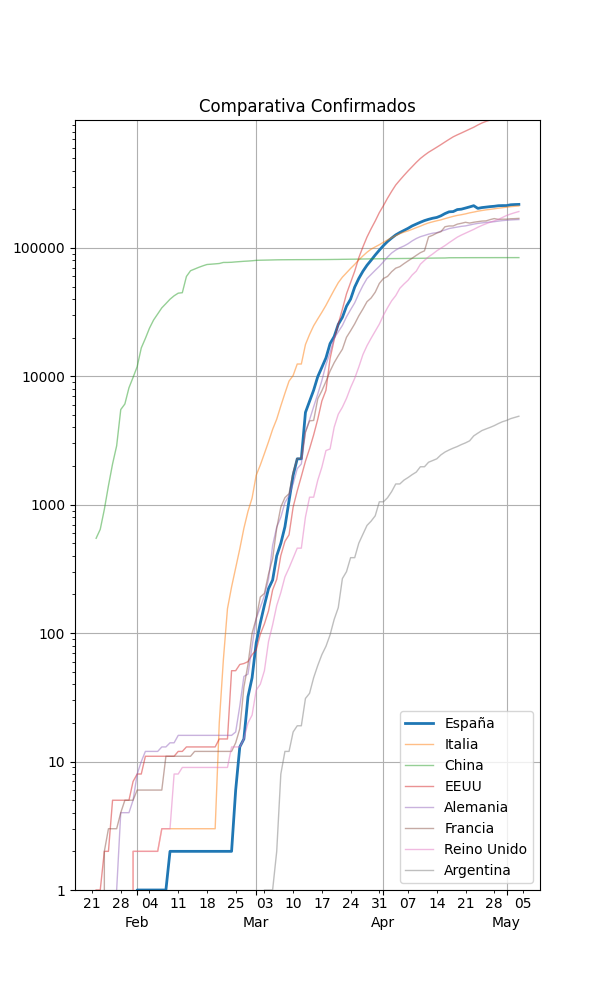 Comparativa Confirmados
100000
10000
1000
100
10
1
España
Italia
China
EEUU
Alemania
Francia
Reino Unido
Argentina
21 28 04 11 18 25 03 10 17 24 31 07 14 21 28 05
Feb Mar Apr May